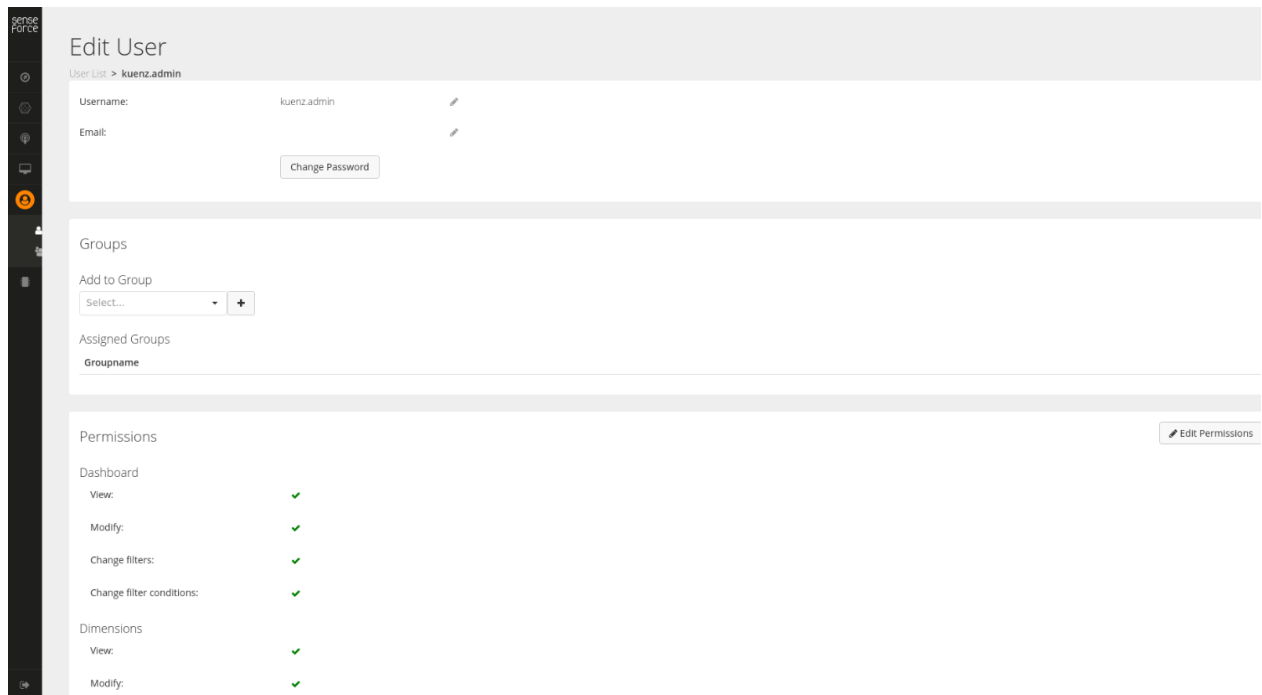 sense
Force
Edit User
User List > kuenz.admin
Username: kuenz.admin
Email:
Change Password
Groups
Add to Group
Select...
Assigned Groups
Groupname
Permissions
Edit Permissions
Dashboard
View:
Modify:
Change filters:
Change filter conditions:
Dimensions
View:
Modify: